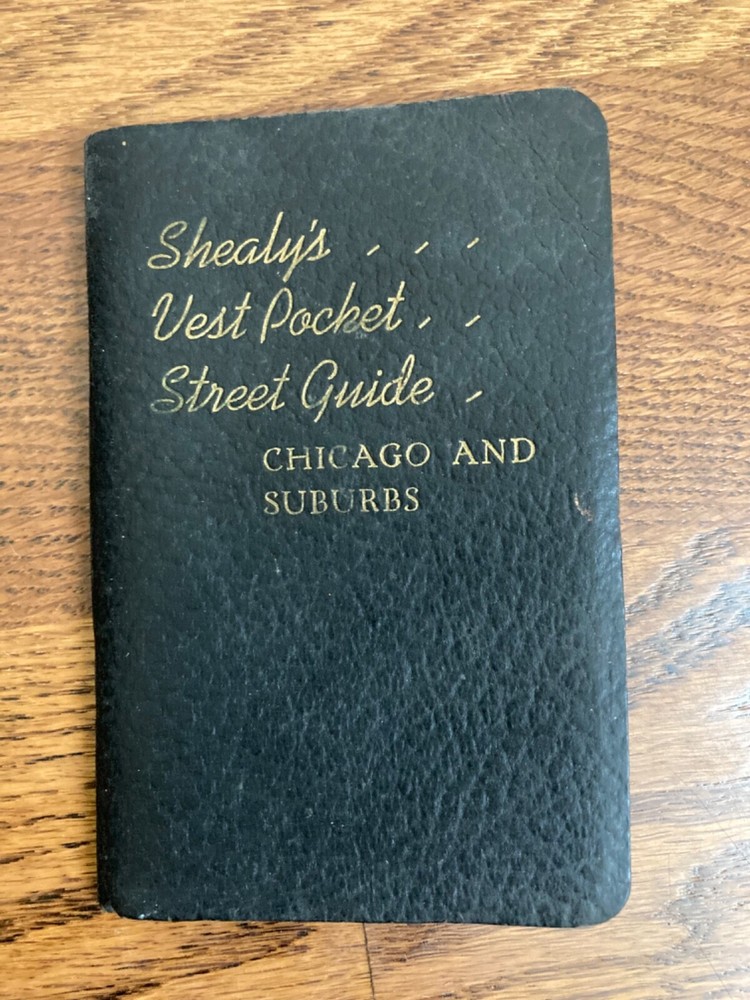 Shealy's , , ,
Vest Pocket , ,
Street Guide ,
CHICAGO AND
SUBURBS